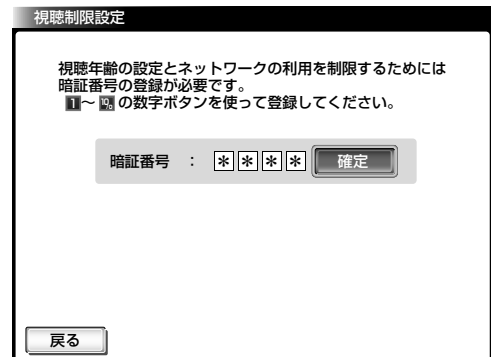 視聴制限設定
視聴年齢の設定とネットワークの利用を制限するためには
暗証番号の登録が必要です。
1～10/0 の数字ボタンを使って登録してください。
暗証番号 : ＊＊＊＊ 確定
戻る